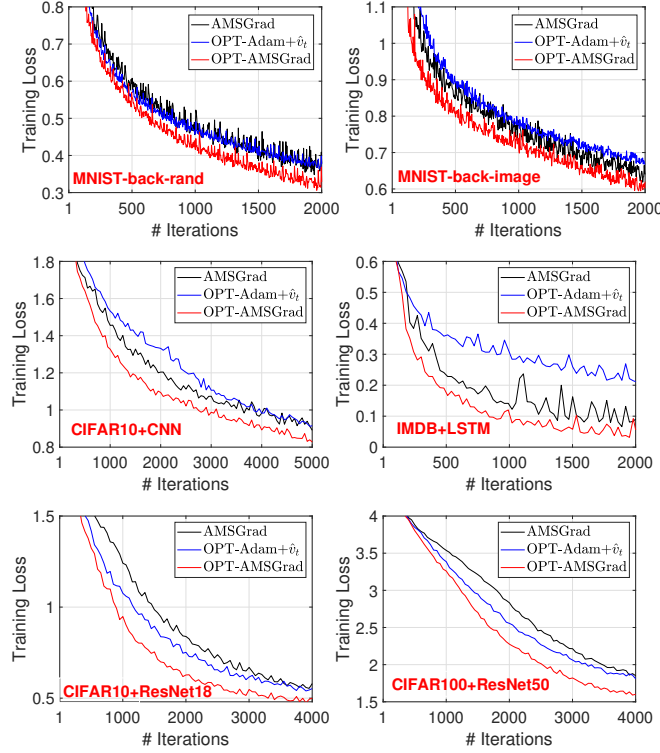 0.8
0.7
0.6
0.5
0.4
0.3
Training Loss
AMSGrad
OPT-Adam+v̂ₜ
OPT-AMSGrad
MNIST-back-rand
1 500 1000 1500 2000
# Iterations
1.1
1
0.9
0.8
0.7
0.6
Training Loss
AMSGrad
OPT-Adam+v̂ₜ
OPT-AMSGrad
MNIST-back-image
1 500 1000 1500 2000
# Iterations
1.8
1.6
1.4
1.2
1
0.8
Training Loss
AMSGrad
OPT-Adam+v̂ₜ
OPT-AMSGrad
CIFAR10+CNN
1 1000 2000 3000 4000 5000
# Iterations
0.6
0.5
0.4
0.3
0.2
0.1
0
Training Loss
AMSGrad
OPT-Adam+v̂ₜ
OPT-AMSGrad
IMDB+LSTM
1 500 1000 1500 2000
# Iterations
1.5
1
0.5
Training Loss
AMSGrad
OPT-Adam+v̂ₜ
OPT-AMSGrad
CIFAR10+ResNet18
1 1000 2000 3000 4000
# Iterations
4
3.5
3
2.5
2
1.5
Training Loss
AMSGrad
OPT-Adam+v̂ₜ
OPT-AMSGrad
CIFAR100+ResNet50
1 1000 2000 3000 4000
# Iterations